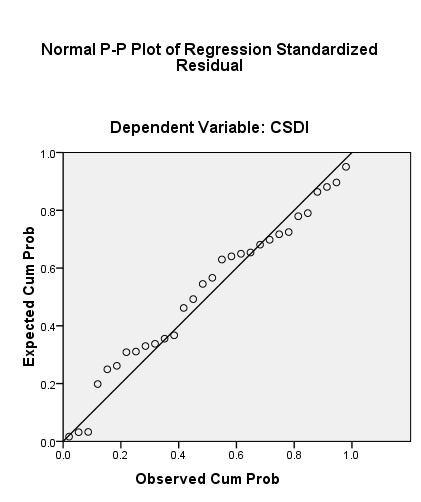 Normal P-P Plot of Regression Standardized
Residual
Dependent Variable: CSDI
Expected Cum Prob
1.0
0.8
0.6
0.4
0.2
0.0
0.0 0.2 0.4 0.6 0.8 1.0
Observed Cum Prob